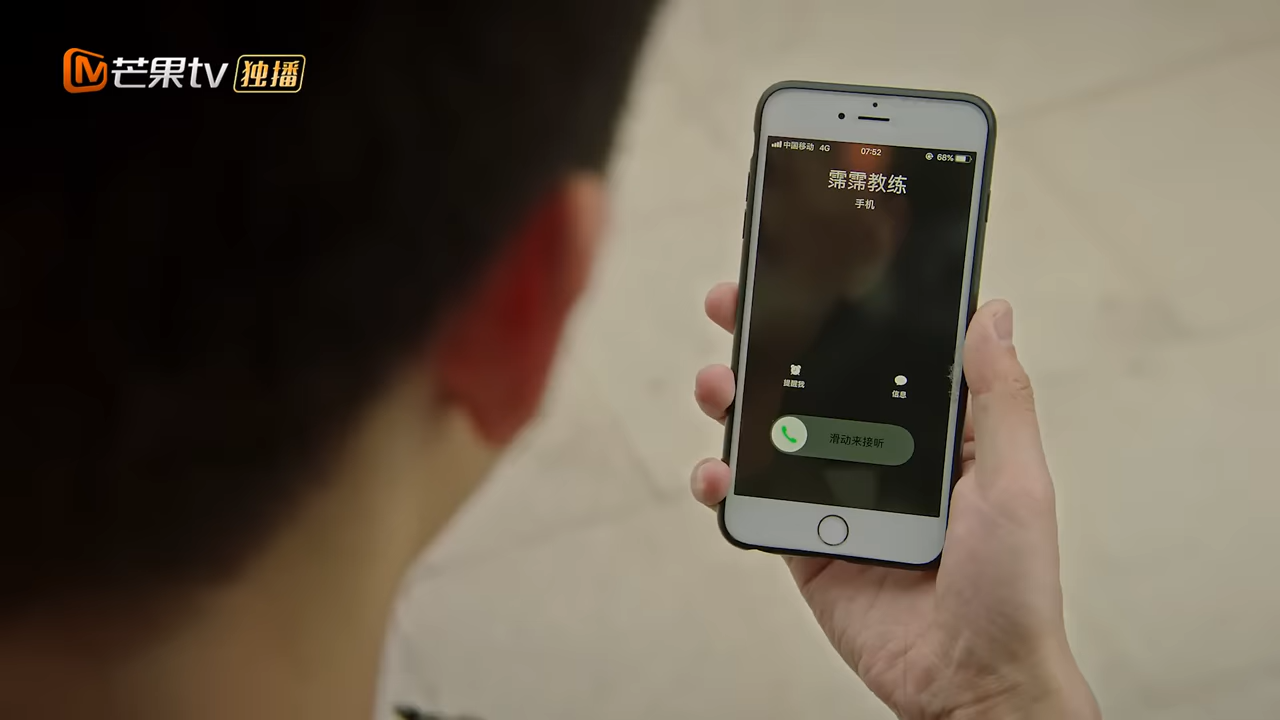 芒果tv 独播
中国移动 4G 07:52 68%
霈霈教练
手机
提醒我 信息
滑动来接听